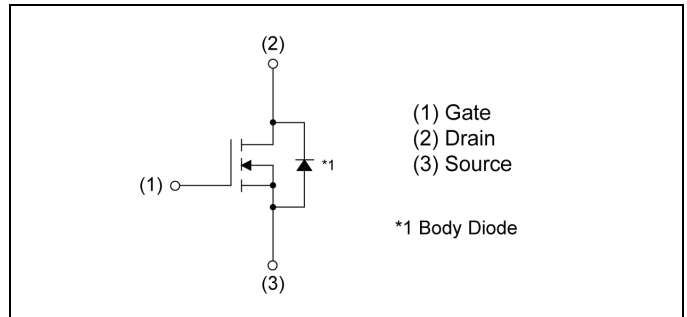 (2)
(1) Gate
(2) Drain
(3) Source
*1
(1)
*1 Body Diode
(3)